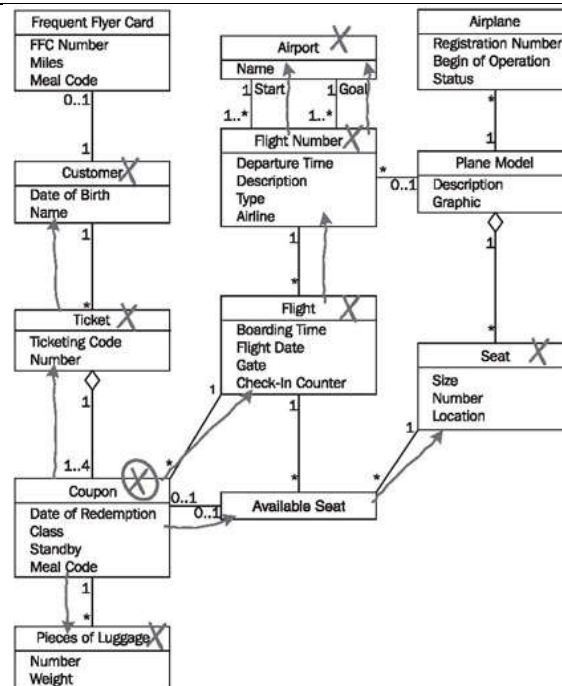 Frequent Flyer Card
FFC Number
Miles
Meal Code
0..1
1
Customer
Date of Birth
Name
1
*
Ticket
Ticketing Code
Number
1
1..4
Coupon
Date of Redemption
Class
Standby
Meal Code
1
*
Pieces of Luggage
Number
Weight
Airport
Name
1 Start
1 Goal
1..*
1..*
Flight Number
Departure Time
Description
Type
Airline
*
0..1
1
*
Flight
Boarding Time
Flight Date
Gate
Check-In Counter
1
*
1
*
0..1
0..1
Available Seat
Airplane
Registration Number
Begin of Operation
Status
*
1
Plane Model
Description
Graphic
1
*
Seat
Size
Number
Location
1
*